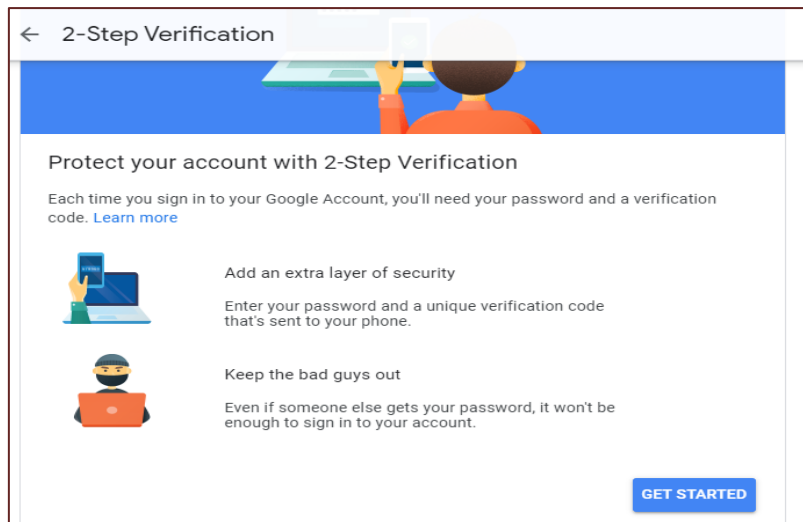 2-Step Verification
Protect your account with 2-Step Verification
Each time you sign in to your Google Account, you'll need your password and a verification
code. Learn more
Add an extra layer of security
Enter your password and a unique verification code
that's sent to your phone.
Keep the bad guys out
Even if someone else gets your password, it won't be
enough to sign in to your account.
GET STARTED